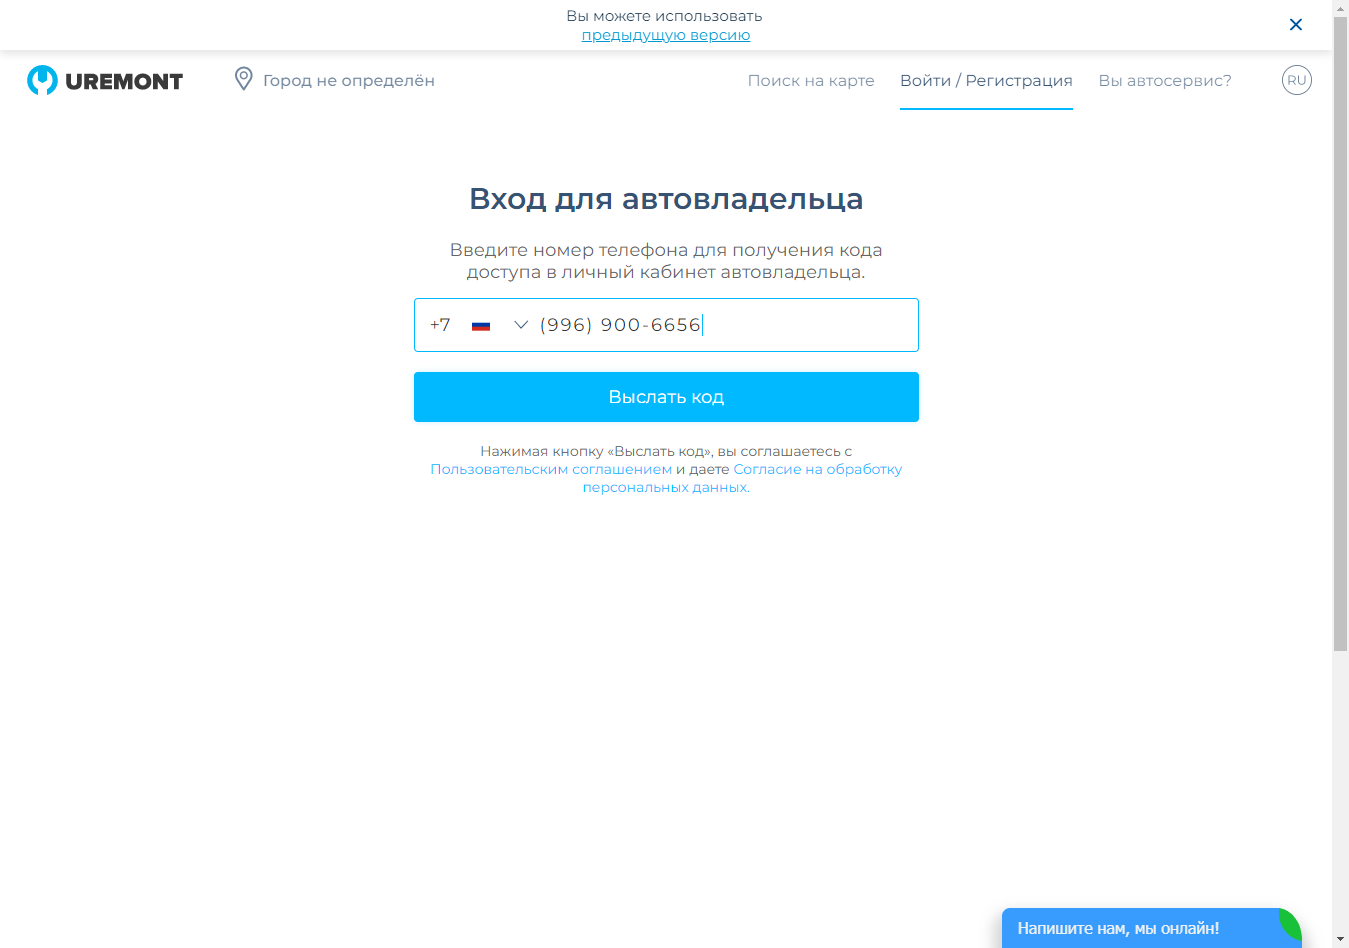 Вы можете использовать
предыдущую версию
UREMONT
Город не определён
Поиск на карте
Войти / Регистрация
Вы автосервис?
RU
Вход для автовладельца
Введите номер телефона для получения кода
доступа в личный кабинет автовладельца.
+7 (996) 900-6656
Выслать код
Нажимая кнопку «Выслать код», вы соглашаетесь с
Пользовательским соглашением и даете Согласие на обработку
персональных данных.
Напишите нам, мы онлайн!